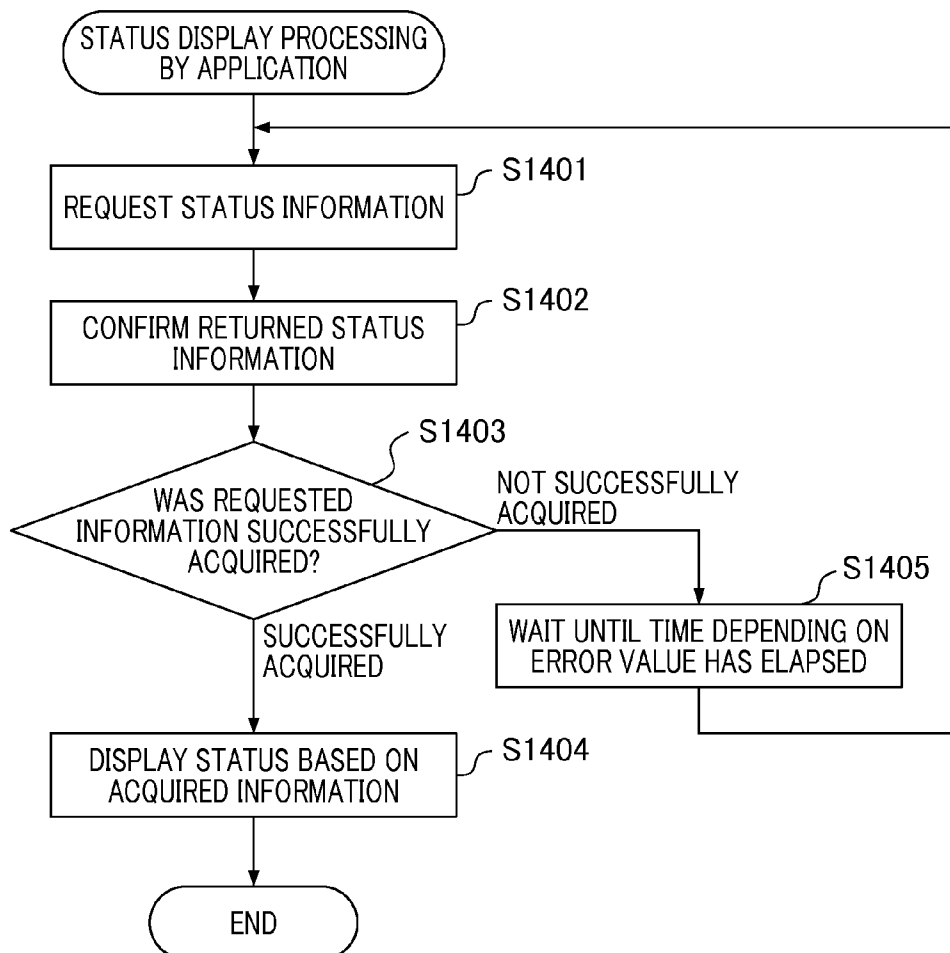 STATUS DISPLAY PROCESSING
BY APPLICATION
S1401
REQUEST STATUS INFORMATION
S1402
CONFIRM RETURNED STATUS
INFORMATION
S1403
WAS REQUESTED
INFORMATION SUCCESSFULLY
ACQUIRED?
NOT SUCCESSFULLY
ACQUIRED
S1405
WAIT UNTIL TIME DEPENDING ON
ERROR VALUE HAS ELAPSED
SUCCESSFULLY
ACQUIRED
S1404
DISPLAY STATUS BASED ON
ACQUIRED INFORMATION
END